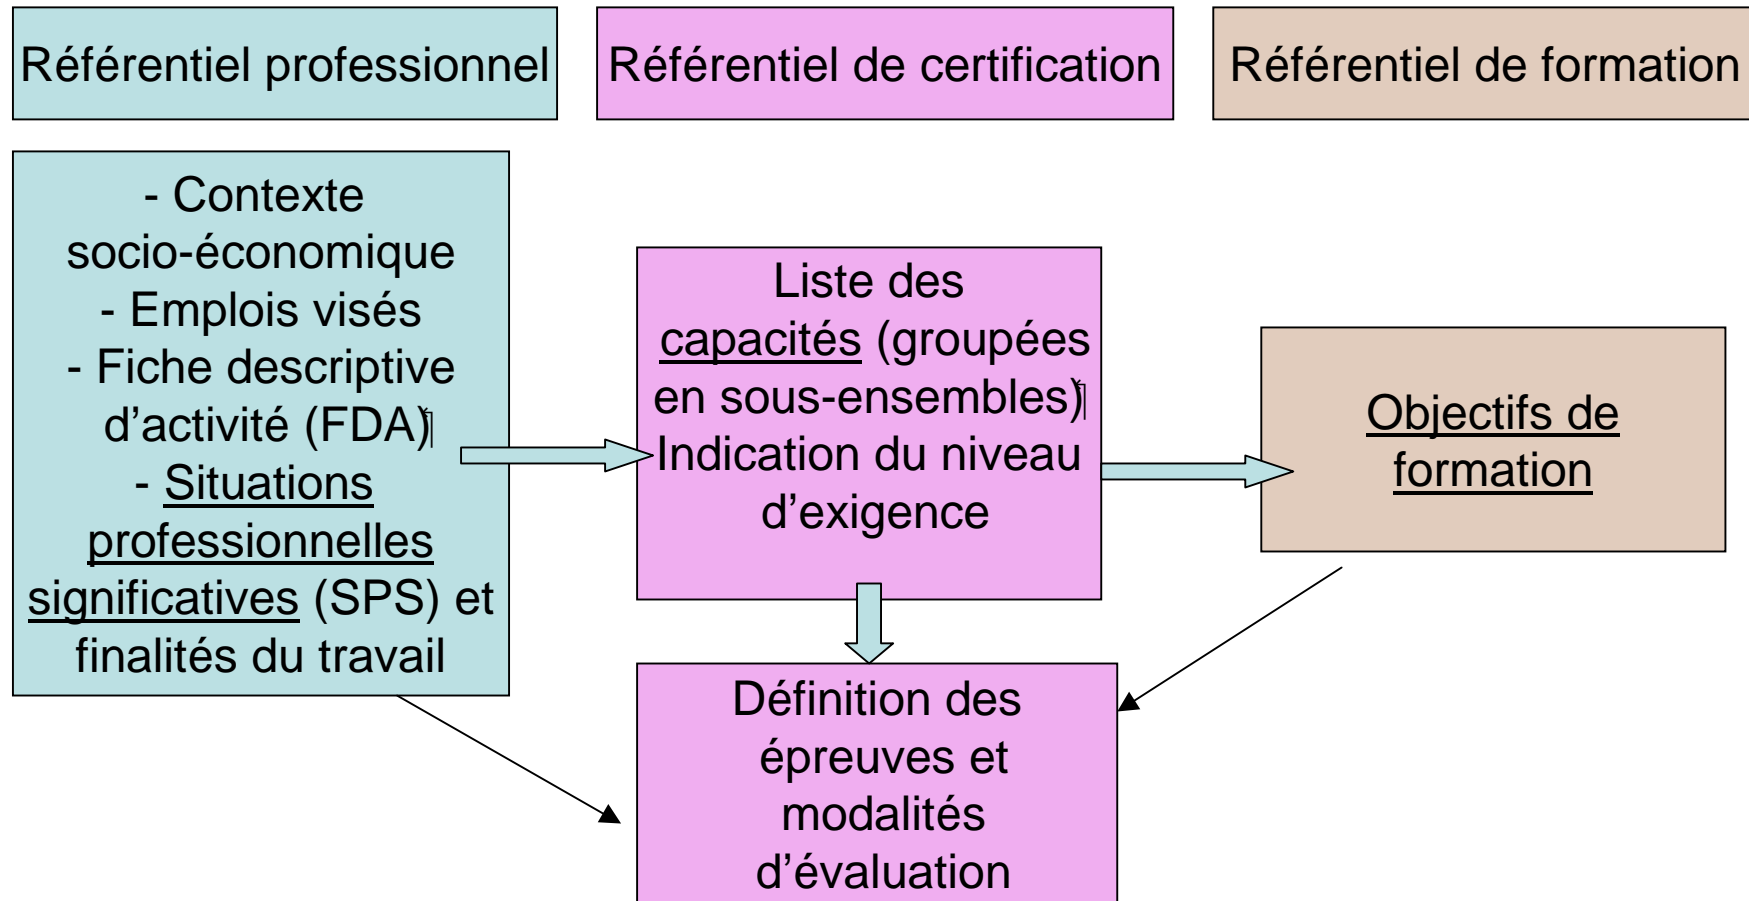 Référentiel professionnel
Référentiel de certification
Référentiel de formation
- Contexte
socio-économique
- Emplois visés
- Fiche descriptive
d’activité (FDA)
- Situations
professionnelles
significatives (SPS) et
finalités du travail
Liste des
capacités (groupées
en sous-ensembles)
Indication du niveau
d’exigence
Objectifs de
formation
Définition des
épreuves et
modalités
d’évaluation